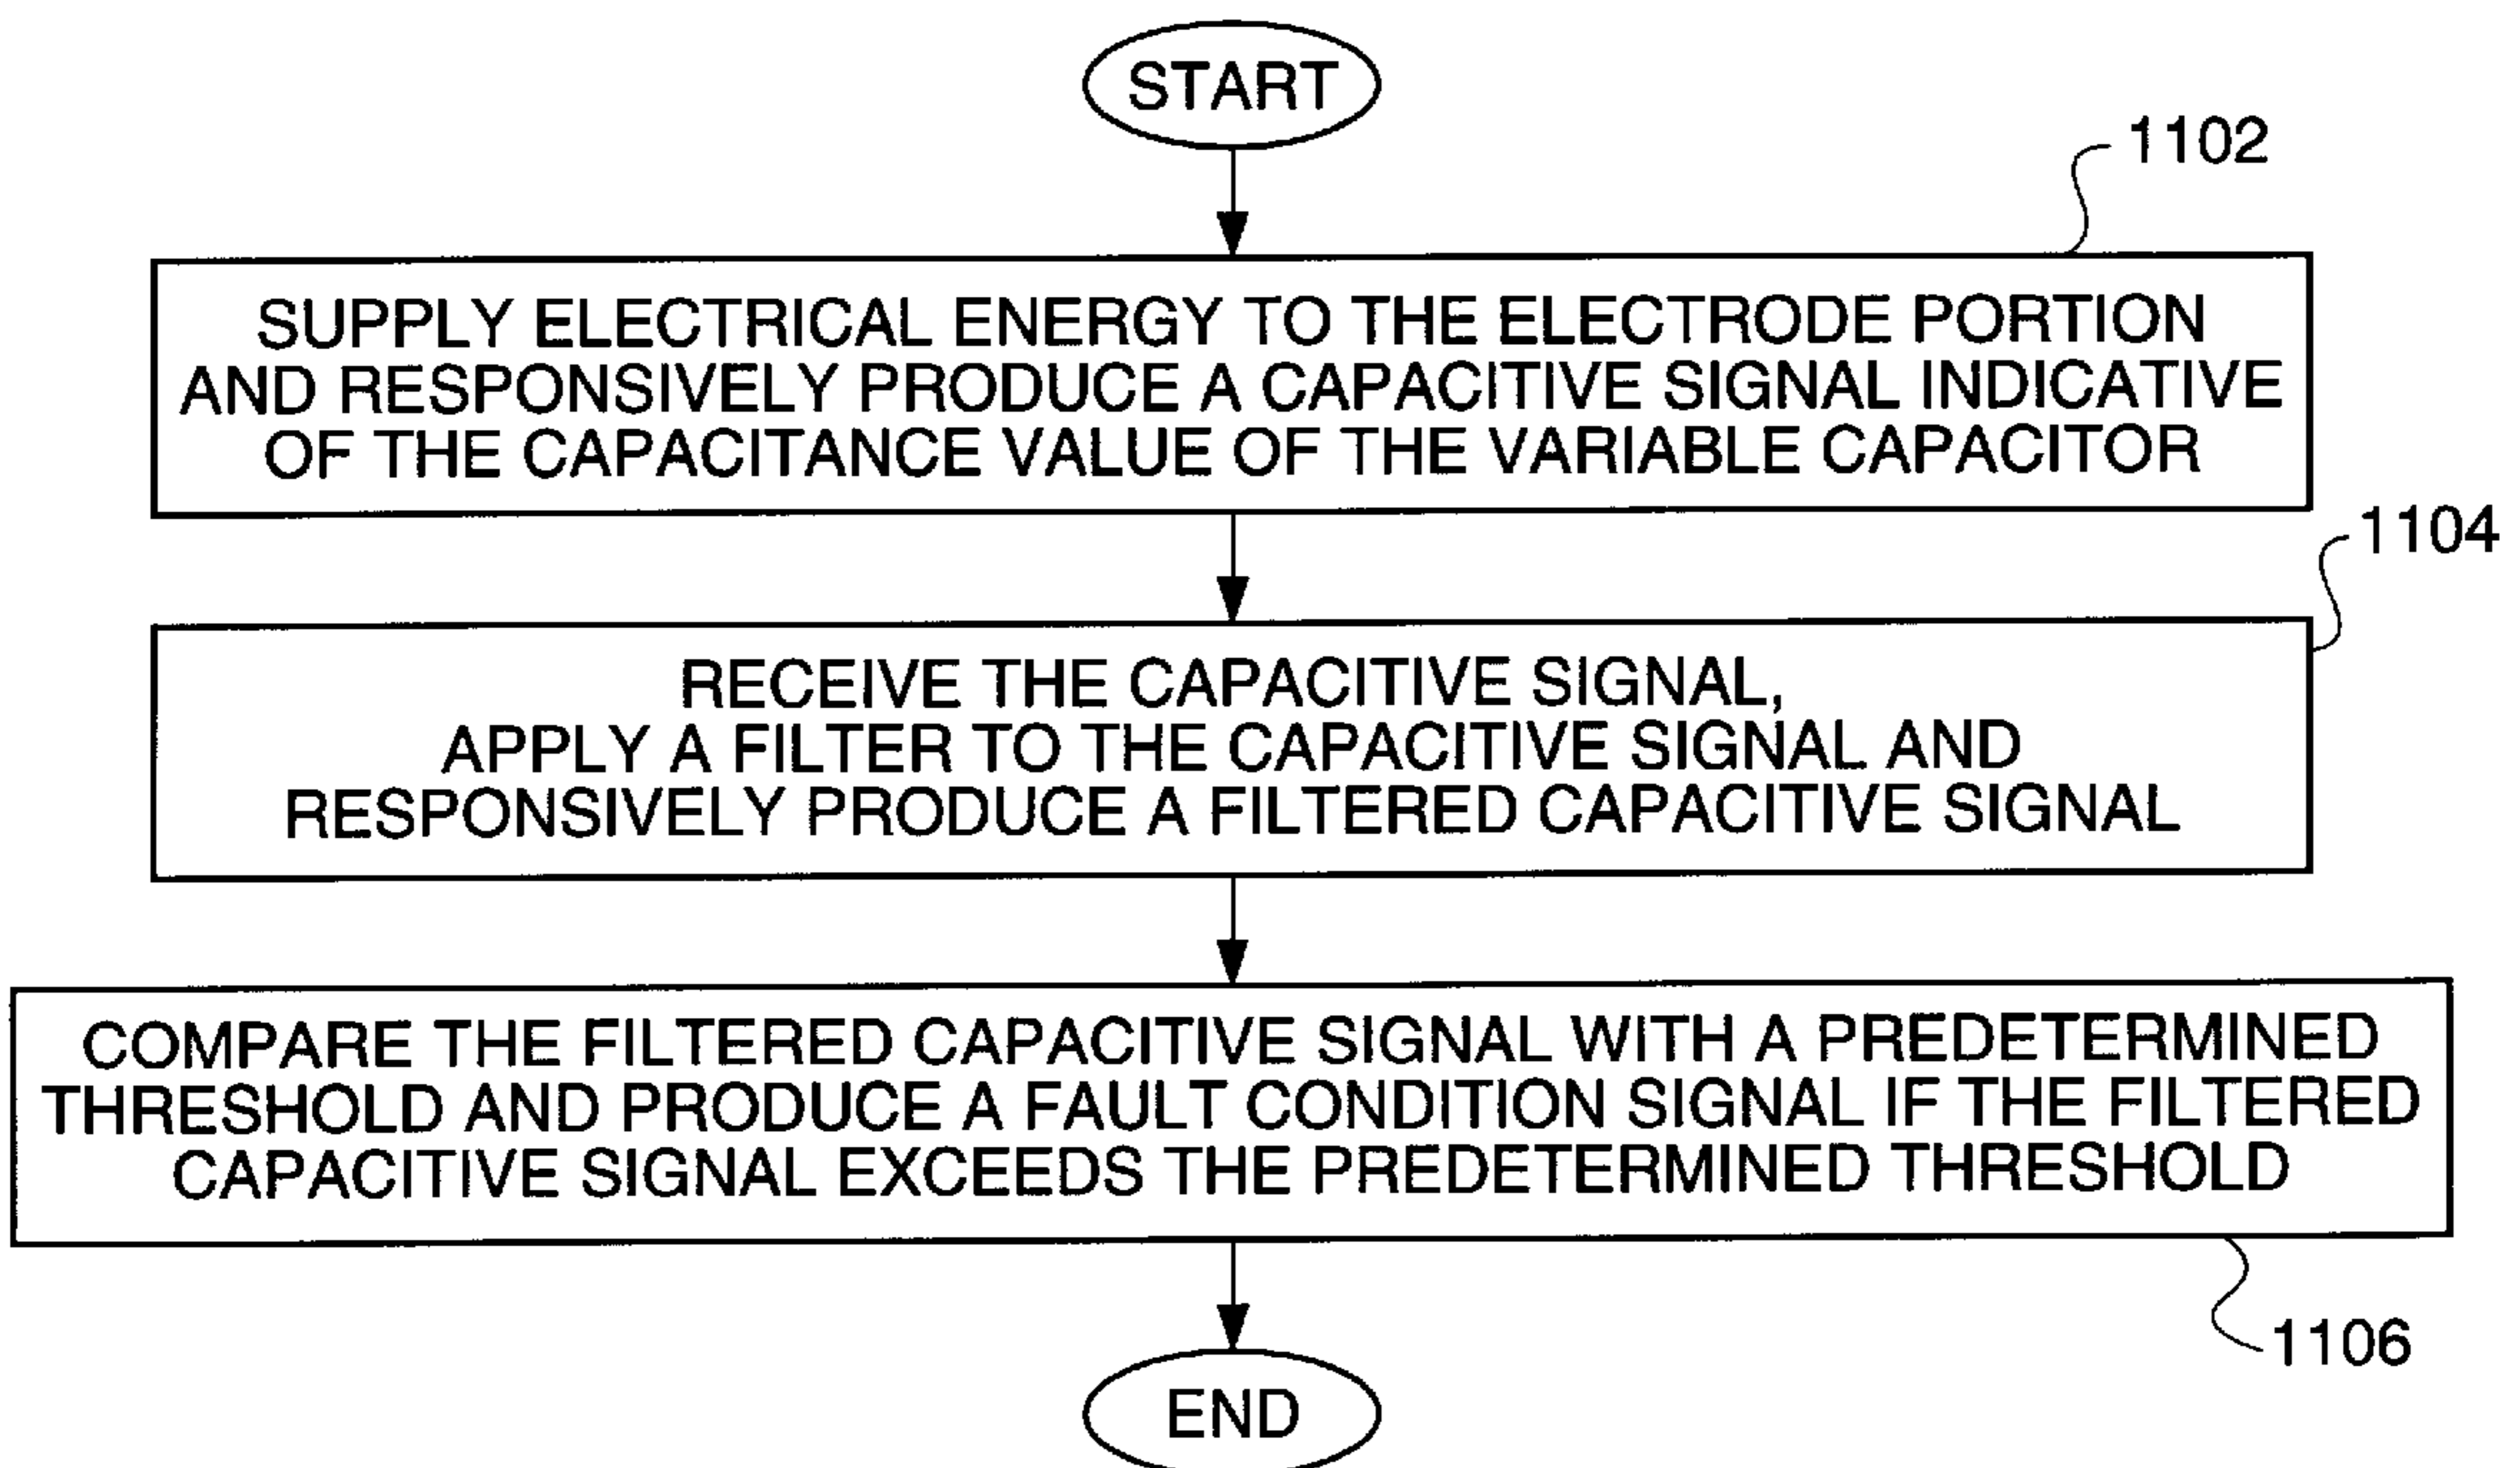 START
1102
SUPPLY ELECTRICAL ENERGY TO THE ELECTRODE PORTION
AND RESPONSIVELY PRODUCE A CAPACITIVE SIGNAL INDICATIVE
OF THE CAPACITANCE VALUE OF THE VARIABLE CAPACITOR
1104
RECEIVE THE CAPACITIVE SIGNAL,
APPLY A FILTER TO THE CAPACITIVE SIGNAL AND
RESPONSIVELY PRODUCE A FILTERED CAPACITIVE SIGNAL
COMPARE THE FILTERED CAPACITIVE SIGNAL WITH A PREDETERMINED
THRESHOLD AND PRODUCE A FAULT CONDITION SIGNAL IF THE FILTERED
CAPACITIVE SIGNAL EXCEEDS THE PREDETERMINED THRESHOLD
1106
END